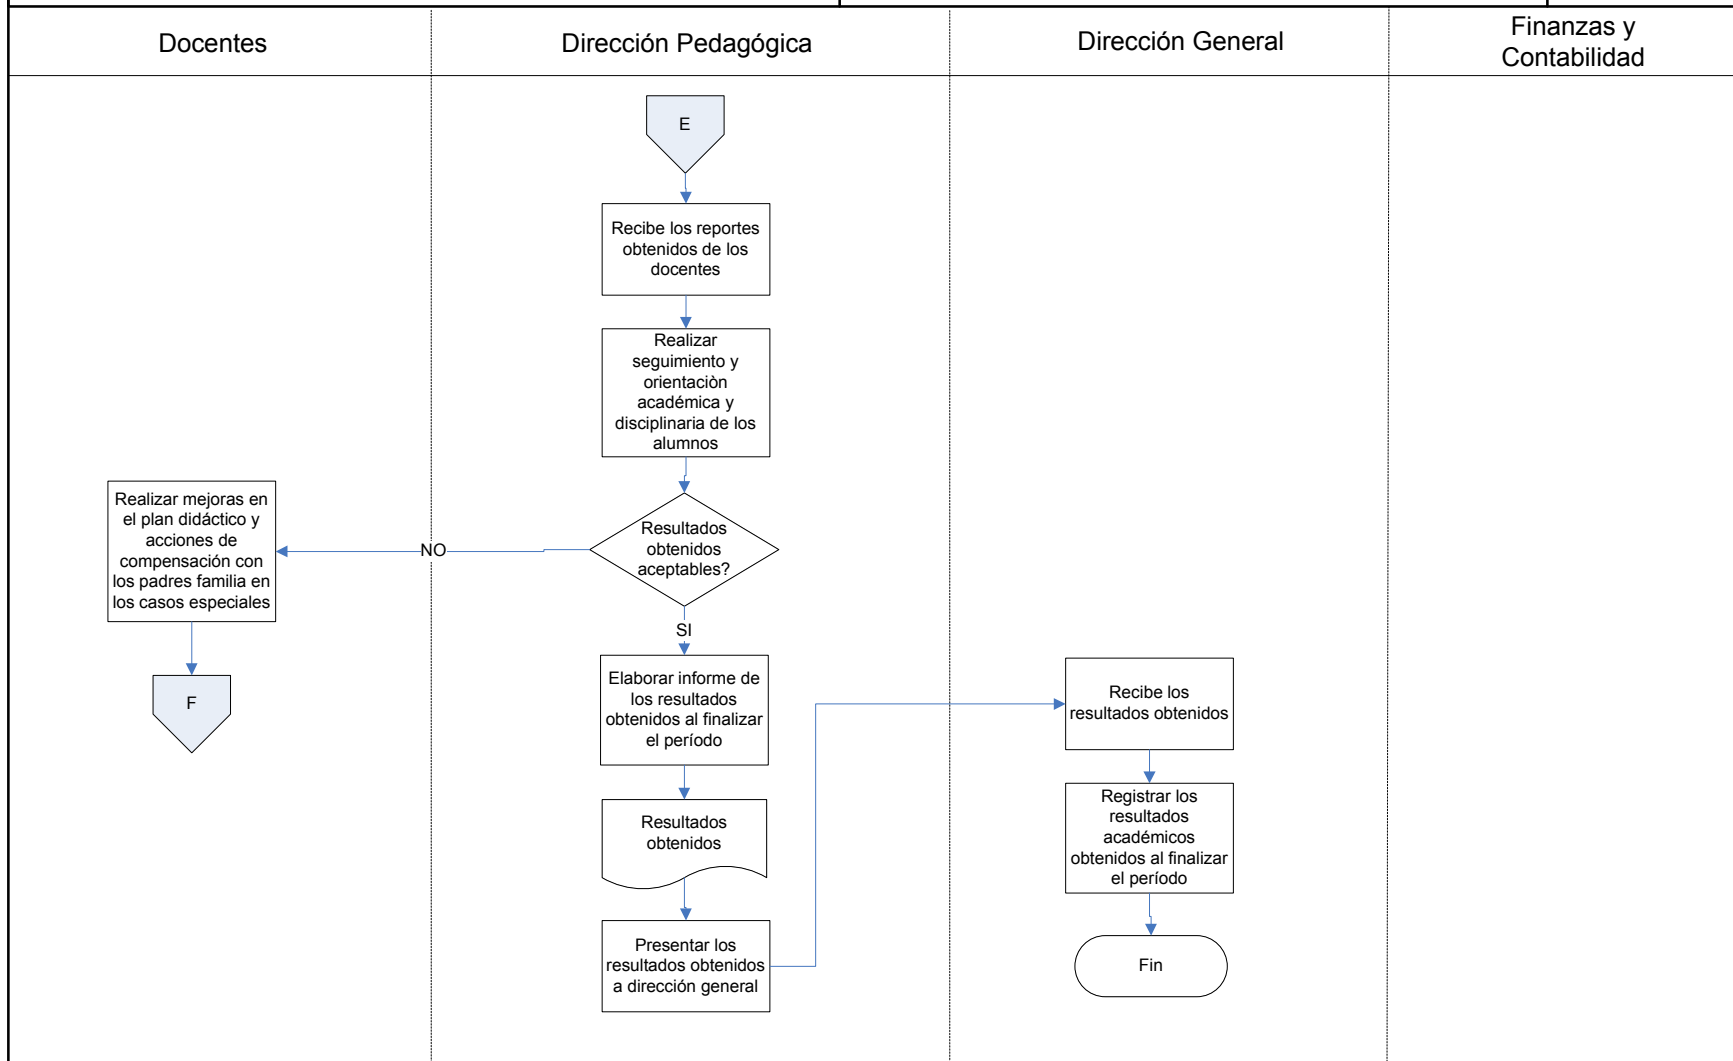 Docentes
Dirección Pedagógica
Dirección General
Finanzas y
Contabilidad
E
Recibe los reportes
obtenidos de los
docentes
Realizar
seguimiento y
orientaciòn
académica y
disciplinaria de los
alumnos
Resultados
obtenidos
aceptables?
NO
Realizar mejoras en
el plan didáctico y
acciones de
compensación con
los padres familia en
los casos especiales
F
SI
Elaborar informe de
los resultados
obtenidos al finalizar
el período
Resultados
obtenidos
Presentar los
resultados obtenidos
a dirección general
Recibe los
resultados obtenidos
Registrar los
resultados
académicos
obtenidos al finalizar
el período
Fin